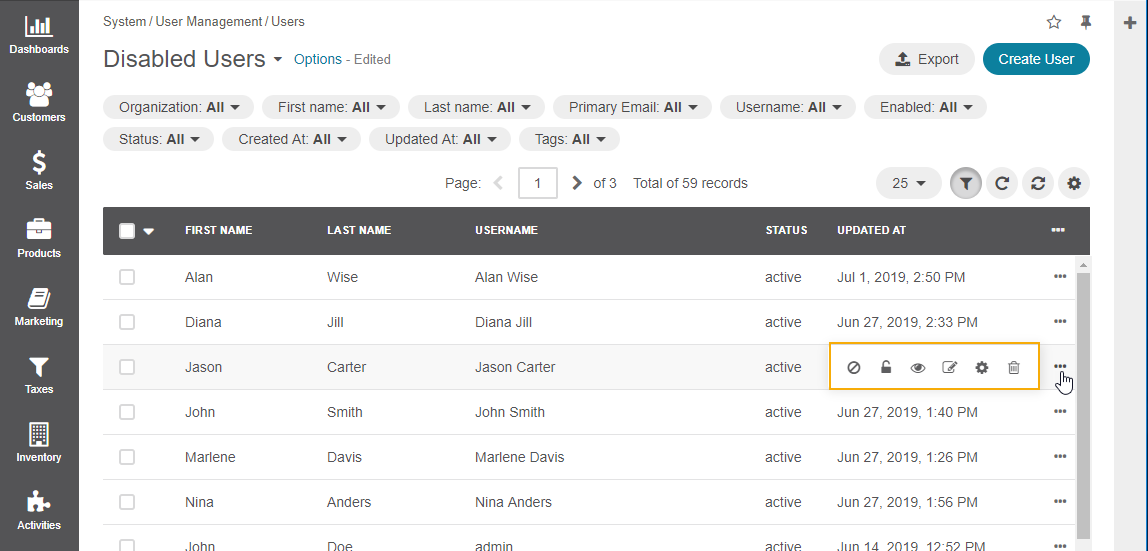 Dashboards
Customers
Sales
Products
Marketing
Taxes
Inventory
Activities
System / User Management / Users
Disabled Users Options - Edited
Export Create User
Organization: All First name: All Last name: All Primary Email: All Username: All Enabled: All
Status: All Created At: All Updated At: All Tags: All
Page: 1 of 3 Total of 59 records 25
FIRST NAME LAST NAME USERNAME STATUS UPDATED AT
Alan Wise Alan Wise active Jul 1, 2019, 2:50 PM
Diana Jill Diana Jill active Jun 27, 2019, 2:33 PM
Jason Carter Jason Carter active
John Smith John Smith active Jun 27, 2019, 1:40 PM
Marlene Davis Marlene Davis active Jun 27, 2019, 1:26 PM
Nina Anders Nina Anders active Jun 27, 2019, 1:56 PM
John Doe admin active Jun 14, 2019, 12:52 PM